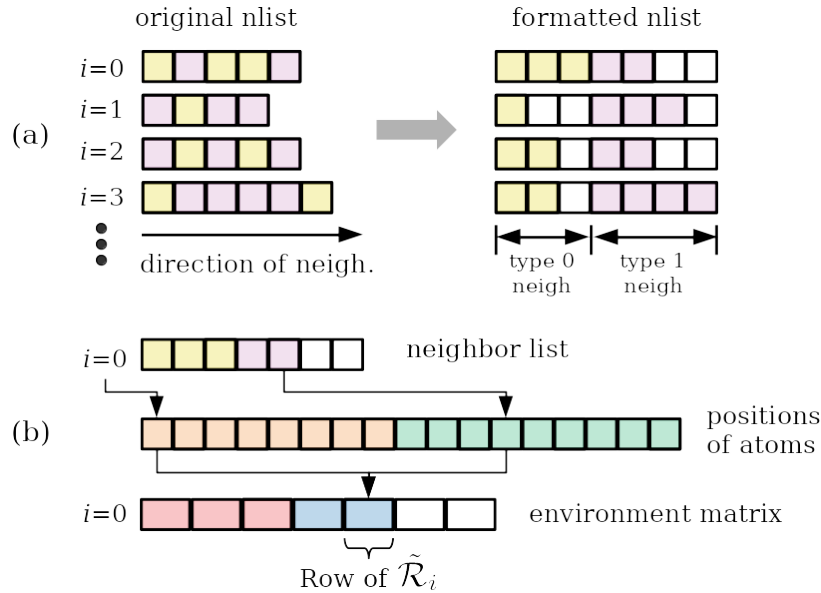 original nlist
formatted nlist
(a)
i=0
i=1
i=2
i=3
direction of neigh.
type 0
neigh
type 1
neigh
(b)
i=0
neighbor list
positions
of atoms
i=0
environment matrix
Row of R̃ᵢ